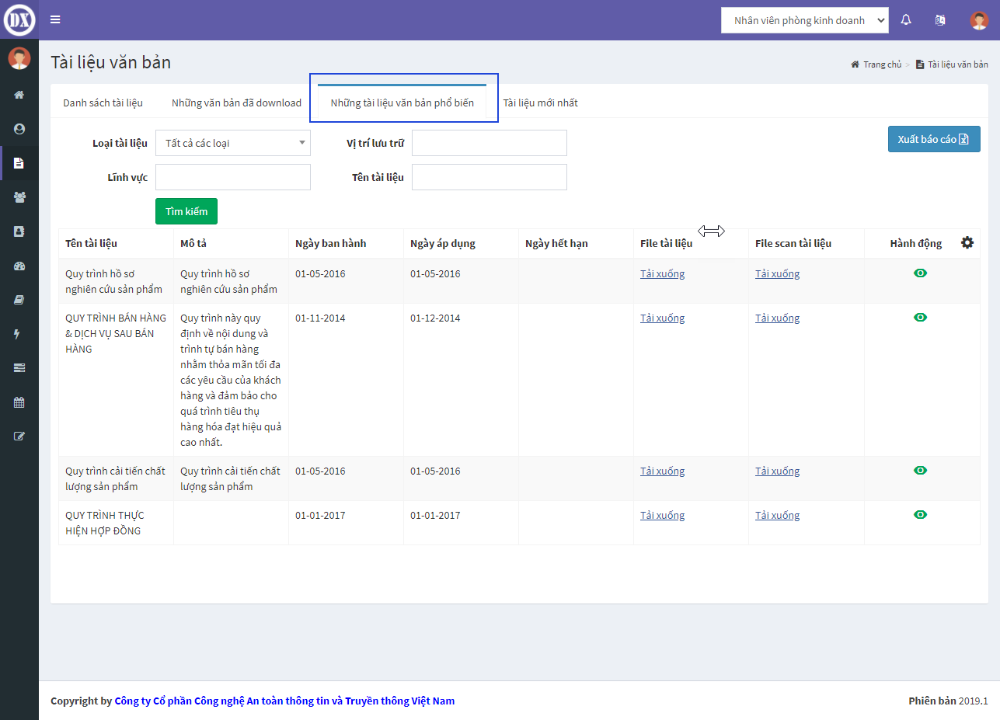 DX
Nhân viên phòng kinh doanh
Tài liệu văn bản
Trang chủ > Tài liệu văn bản
Danh sách tài liệu
Những văn bản đã download
Những tài liệu văn bản phổ biến
Tài liệu mới nhất
Loại tài liệu
Tất cả các loại
Vị trí lưu trữ
Xuất báo cáo
Lĩnh vực
Tên tài liệu
Tìm kiếm
Tên tài liệu
Mô tả
Ngày ban hành
Ngày áp dụng
Ngày hết hạn
File tài liệu
File scan tài liệu
Hành động
Quy trình hồ sơ
nghiên cứu sản phẩm
Quy trình hồ sơ
nghiên cứu sản phẩm
01-05-2016
01-05-2016
Tải xuống
Tải xuống
QUY TRÌNH BÁN HÀNG
& DỊCH VỤ SAU BÁN
HÀNG
Quy trình này quy
định về nội dung và
trình tự bán hàng
nhằm thỏa mãn tối đa
các yêu cầu của khách
hàng và đảm bảo cho
quá trình tiêu thụ
hàng hóa đạt hiệu quả
cao nhất.
01-11-2014
01-12-2014
Tải xuống
Tải xuống
Quy trình cải tiến chất
lượng sản phẩm
Quy trình cải tiến chất
lượng sản phẩm
01-05-2016
01-05-2016
Tải xuống
Tải xuống
QUY TRÌNH THỰC
HIỆN HỢP ĐỒNG
01-01-2017
01-01-2017
Tải xuống
Tải xuống
Copyright by Công ty Cổ phần Công nghệ An toàn thông tin và Truyền thông Việt Nam
Phiên bản 2019.1